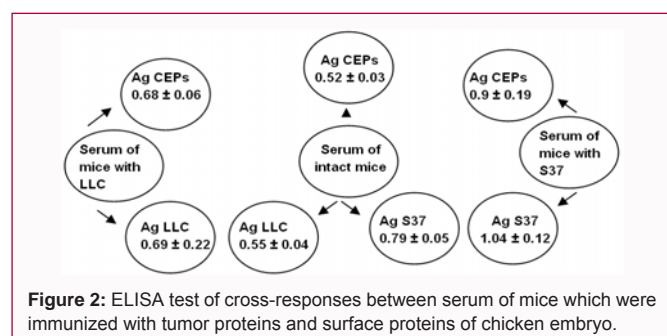 Ag CEPs
0.68 ± 0.06
Serum of
mice with
LLC
Ag LLC
0.69 ± 0.22
Ag CEPs
0.52 ± 0.03
Serum of
intact mice
Ag LLC
0.55 ± 0.04
Ag S37
0.79 ± 0.05
Ag CEPs
0.9 ± 0.19
Serum of
mice with
S37
Ag S37
1.04 ± 0.12
Figure 2: ELISA test of cross-responses between serum of mice which were
immunized with tumor proteins and surface proteins of chicken embryo.